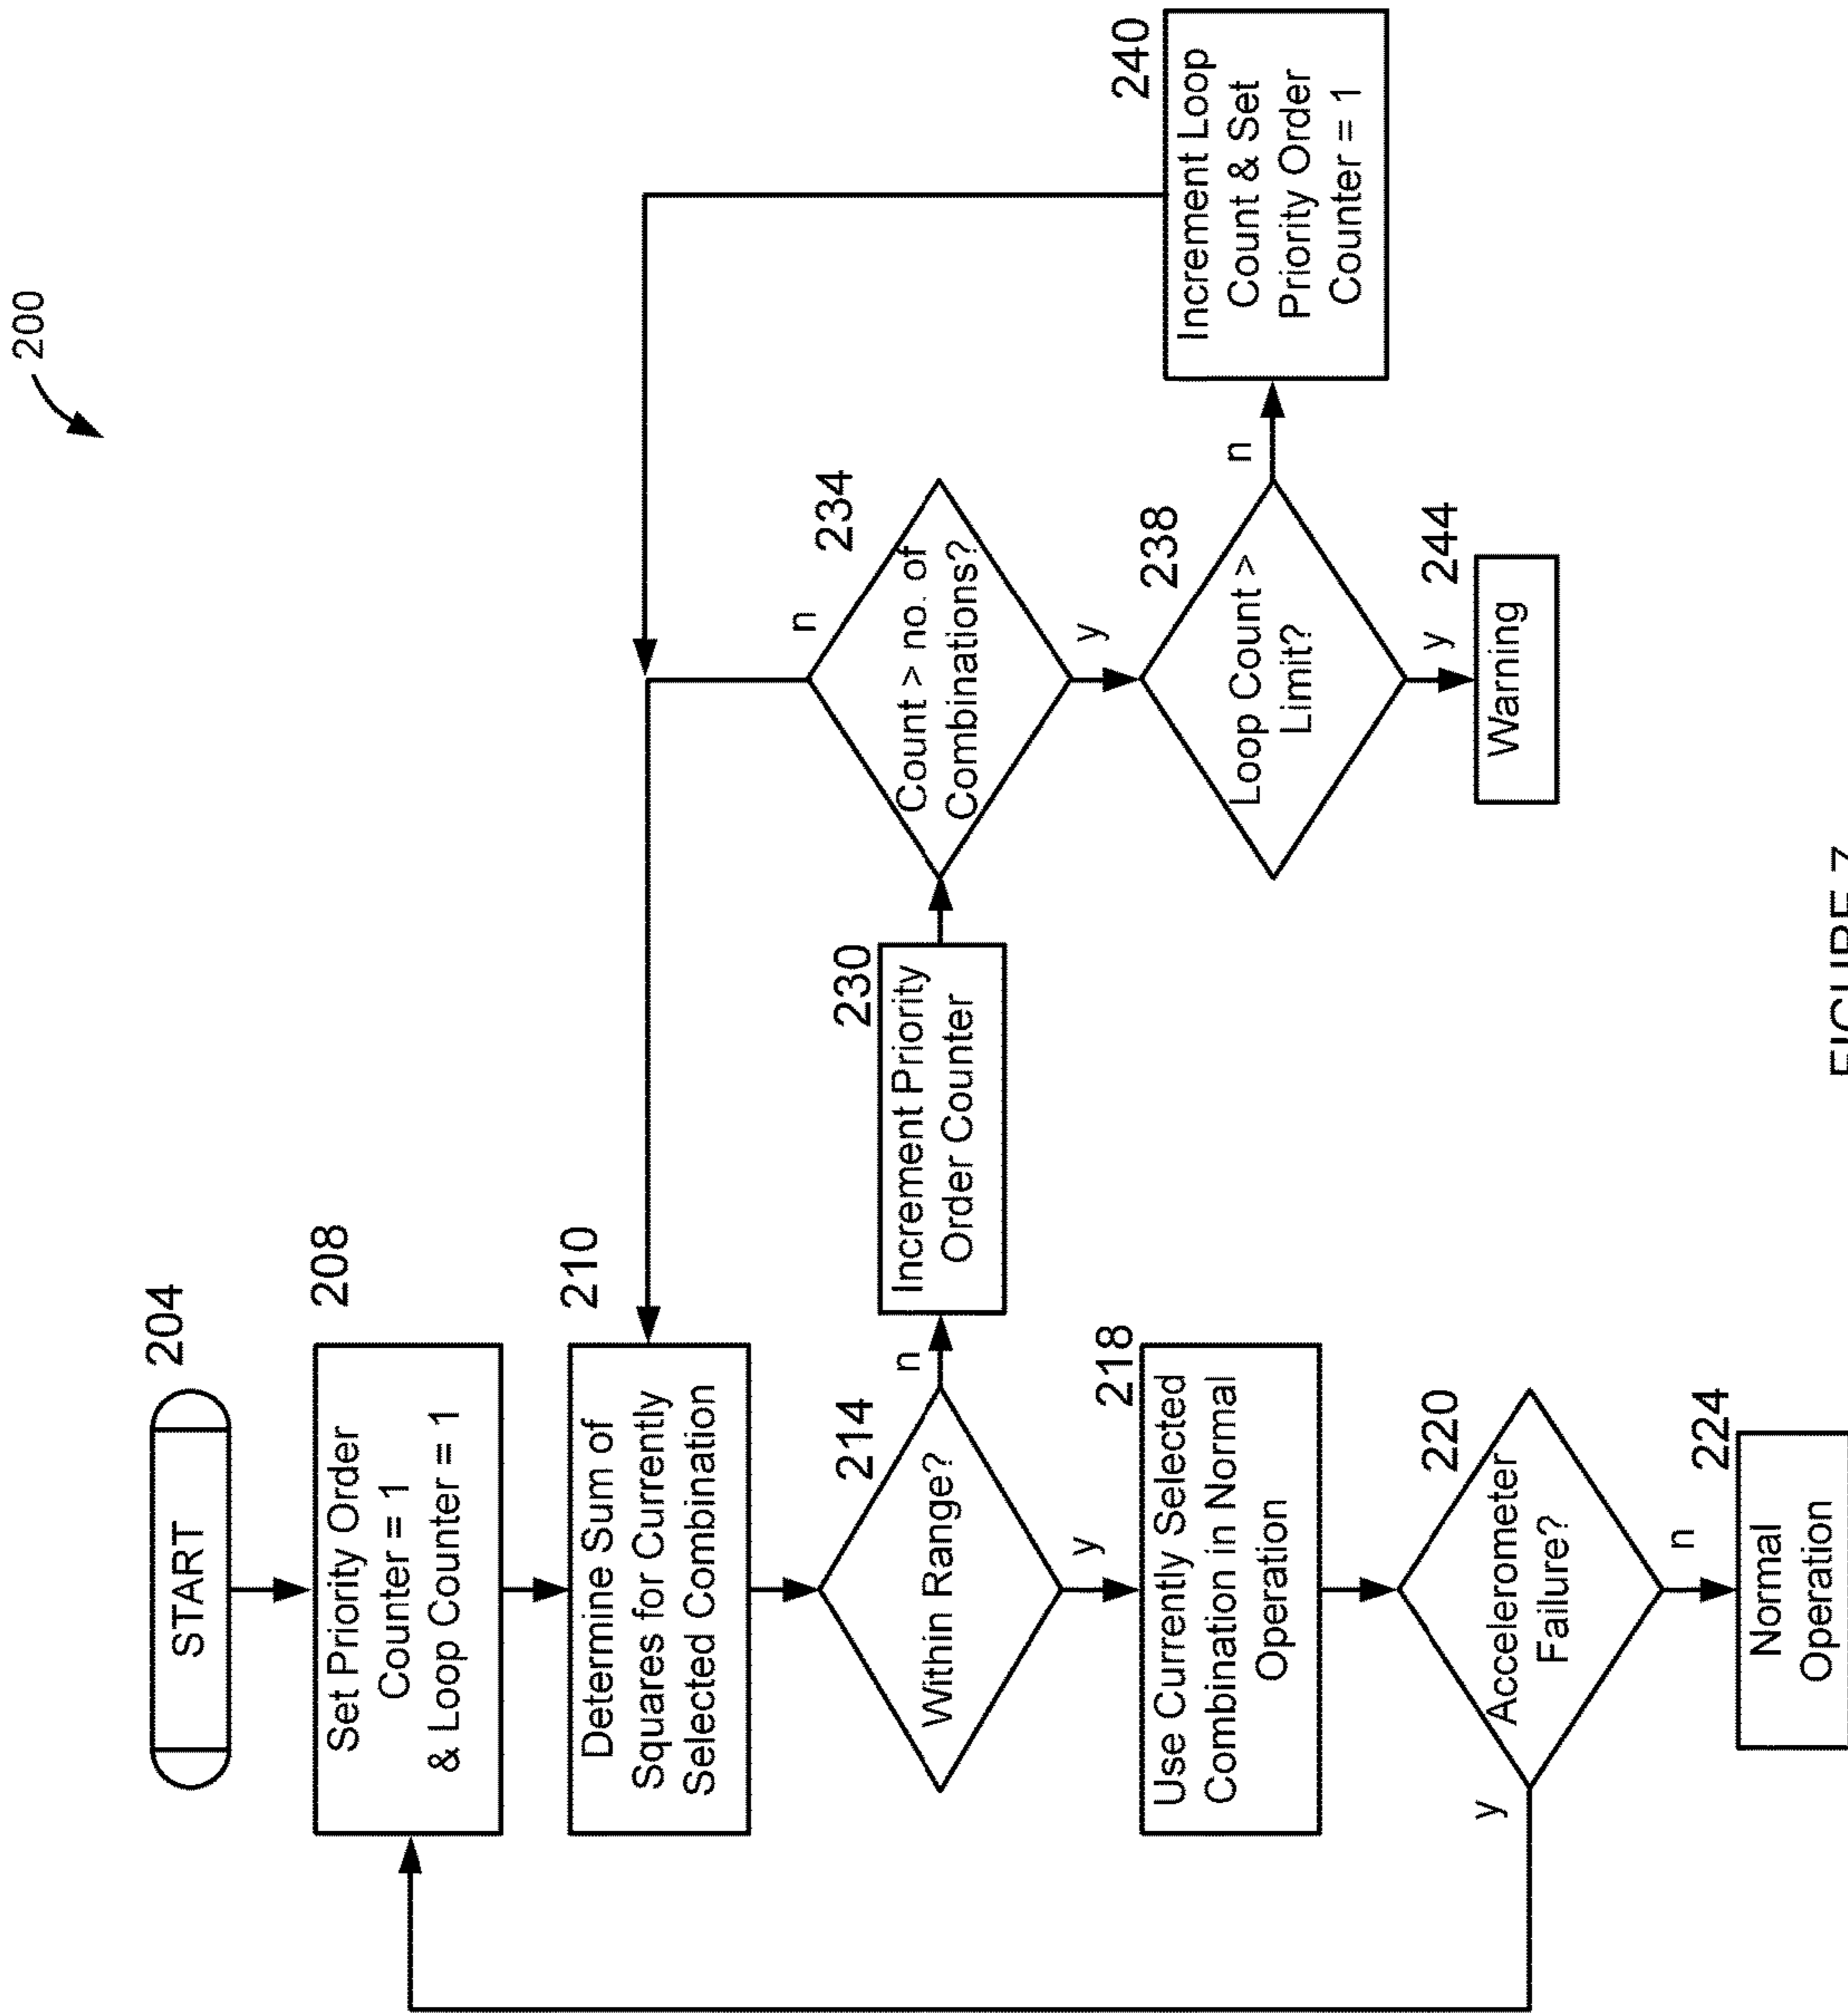 200
START
204
Set Priority Order
Counter = 1
& Loop Counter = 1
208
Determine Sum of
Squares for Currently
Selected Combination
210
Within Range?
214
n
y
Use Currently Selected
Combination in Normal
Operation
218
Accelerometer
Failure?
220
y
n
Normal
Operation
224
Increment Priority
Order Counter
230
Count > no. of
Combinations?
234
n
y
Loop Count >
Limit?
238
n
y
Increment Loop
Count & Set
Priority Order
Counter = 1
240
Warning
244
FIGURE 7